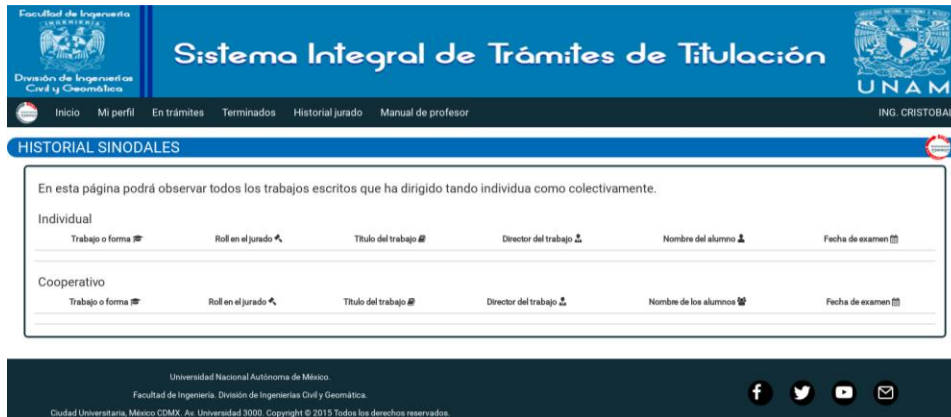 Facultad de Ingeniería
INGENIERIA
División de Ingenierías
Civil y Geomática
Sistema Integral de Trámites de Titulación
UNAM
Inicio Mi perfil En trámites Terminados Historial jurado Manual de profesor ING. CRISTOBAL
HISTORIAL SINODALES
En esta página podrá observar todos los trabajos escritos que ha dirigido tando individua como colectivamente.
Individual
Trabajo o forma Roll en el jurado Título del trabajo Director del trabajo Nombre del alumno Fecha de examen
Cooperativo
Trabajo o forma Roll en el jurado Título del trabajo Director del trabajo Nombre de los alumnos Fecha de examen
Universidad Nacional Autónoma de México.
Facultad de Ingeniería. División de Ingenierías Civil y Geomática.
Ciudad Universitaria, México CDMX. Av. Universidad 3000. Copyright © 2015 Todos los derechos reservados.